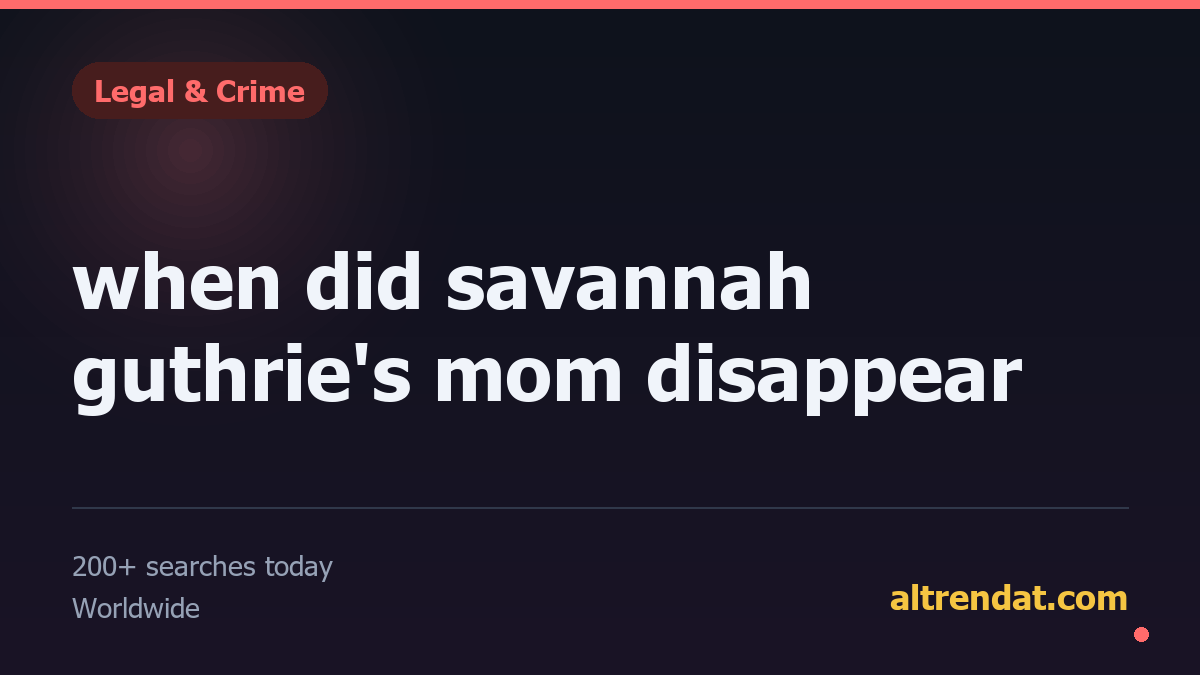 Legal & Crime
when did savannah
guthrie's mom disappear
200+ searches today
Worldwide
altrendat.com